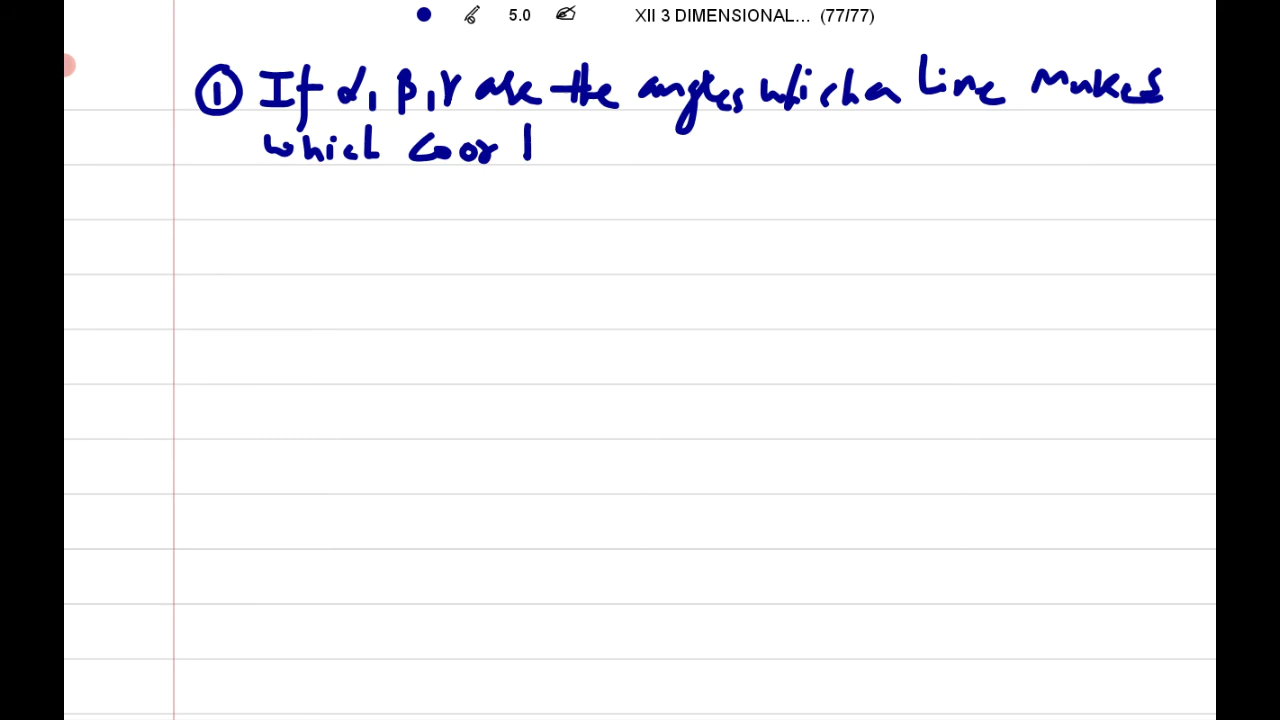 5.0 XII 3 DIMENSIONAL... (77/77)
① If α, β, γ are the angles which a Line makes
which coor